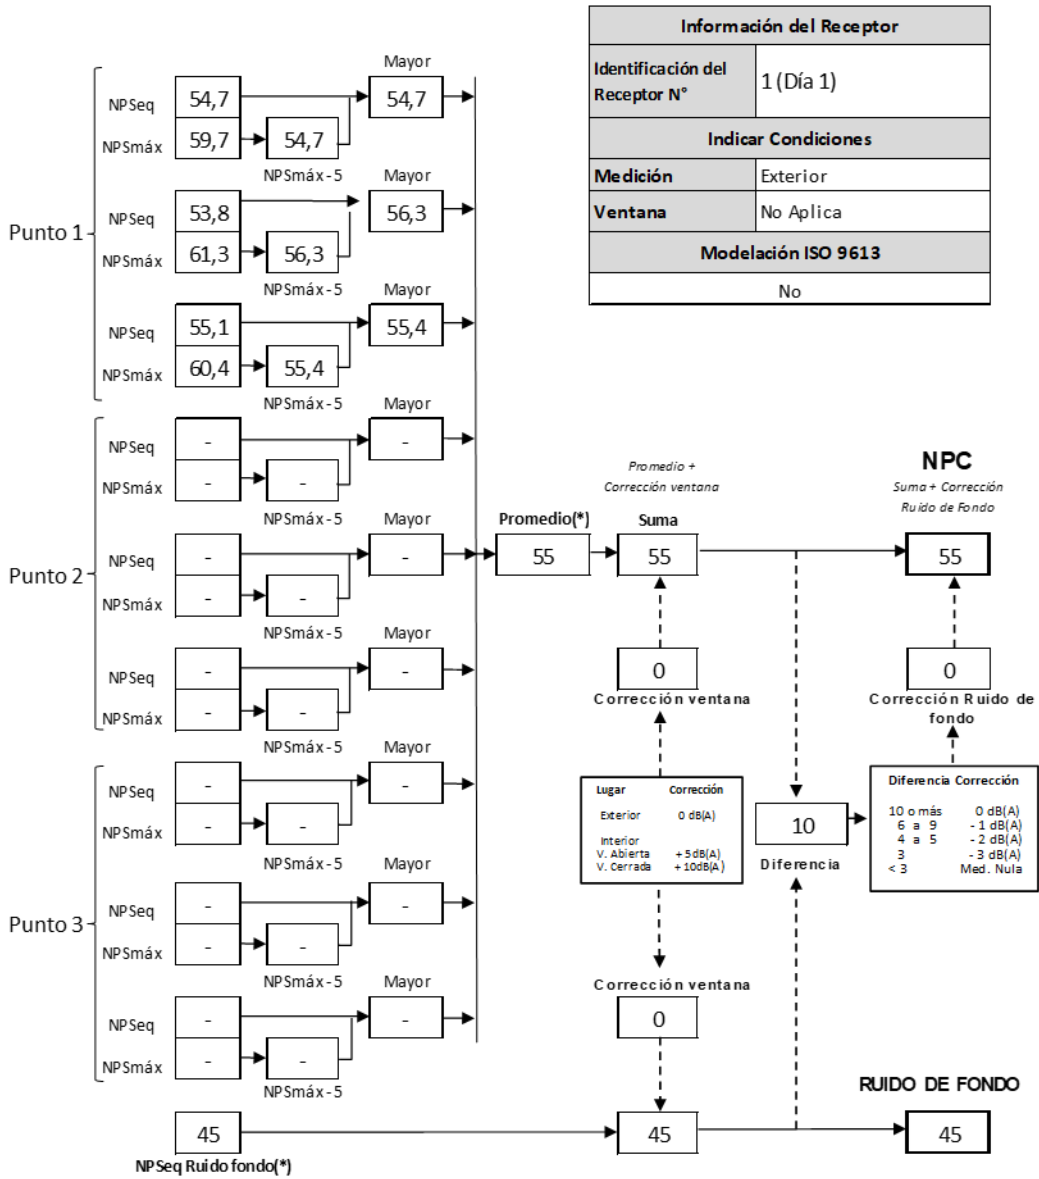 Información del Receptor
Identificación del
Receptor N°
1 (Día 1)
Indicar Condiciones
Medición Exterior
Ventana No Aplica
Modelación ISO 9613
No
Punto 1
Mayor
NPSeq 54,7 54,7
NPSmáx 59,7 54,7
NPSmáx-5
Mayor
NPSeq 53,8 56,3
NPSmáx 61,3 56,3
NPSmáx-5
Mayor
NPSeq 55,1 55,4
NPSmáx 60,4 55,4
NPSmáx-5
Punto 2
Mayor
NPSeq - -
NPSmáx - -
NPSmáx-5
Mayor
NPSeq - -
NPSmáx - -
NPSmáx-5
Mayor
NPSeq - -
NPSmáx - -
NPSmáx-5
Punto 3
Mayor
NPSeq - -
NPSmáx - -
NPSmáx-5
Mayor
NPSeq - -
NPSmáx - -
NPSmáx-5
Mayor
NPSeq - -
NPSmáx - -
NPSmáx-5
45
NPSeq Ruido fondo(*)
Promedio(*)
55
Promedio +
Corrección ventana
Suma
55
0
Corrección ventana
Lugar Corrección
Exterior 0 dB(A)
Interior
V. Abierta +5dB(A)
V. Cerrada +10dB(A)
Corrección ventana
0
45
10
Diferencia
NPC
Suma + Corrección
Ruido de Fondo
55
0
Corrección Ruido de
fondo
Diferencia Corrección
10 o más 0 dB(A)
6 a 9 -1 dB(A)
4 a 5 -2 dB(A)
3 -3 dB(A)
<3 Med. Nula
RUIDO DE FONDO
45